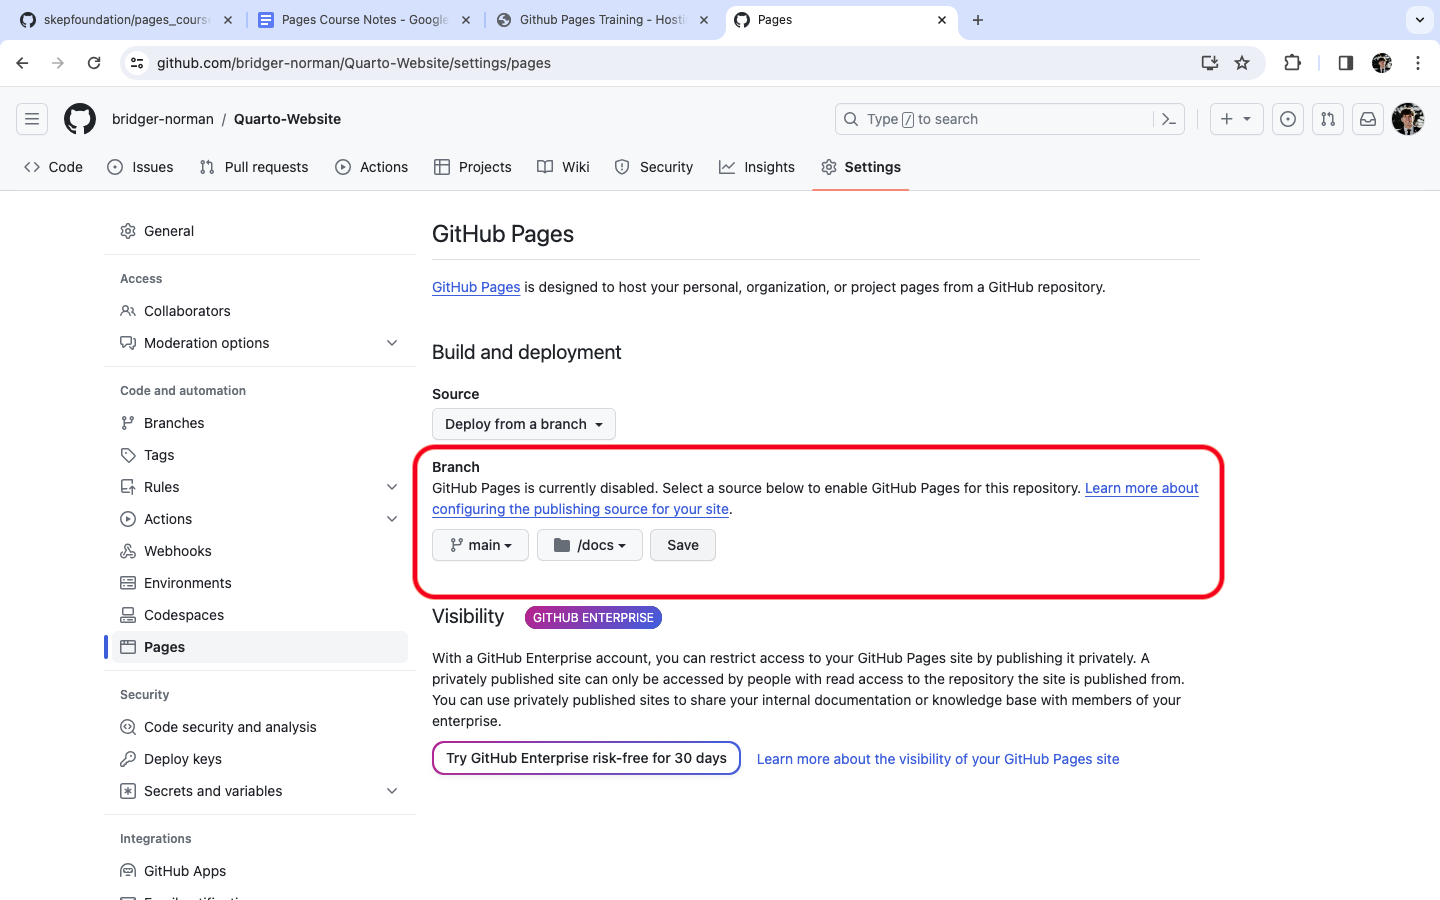 skepfoundation/pages_course
Pages Course Notes - Google
Github Pages Training - Hosti
Pages
github.com/bridger-norman/Quarto-Website/settings/pages
bridger-norman / Quarto-Website
Type / to search
Code
Issues
Pull requests
Actions
Projects
Wiki
Security
Insights
Settings
General
Access
Collaborators
Moderation options
Code and automation
Branches
Tags
Rules
Actions
Webhooks
Environments
Codespaces
Pages
Security
Code security and analysis
Deploy keys
Secrets and variables
Integrations
GitHub Apps
GitHub Pages
GitHub Pages is designed to host your personal, organization, or project pages from a GitHub repository.
Build and deployment
Source
Deploy from a branch
Branch
GitHub Pages is currently disabled. Select a source below to enable GitHub Pages for this repository. Learn more about
configuring the publishing source for your site.
main
/docs
Save
Visibility
GITHUB ENTERPRISE
With a GitHub Enterprise account, you can restrict access to your GitHub Pages site by publishing it privately. A
privately published site can only be accessed by people with read access to the repository the site is published from.
You can use privately published sites to share your internal documentation or knowledge base with members of your
enterprise.
Try GitHub Enterprise risk-free for 30 days
Learn more about the visibility of your GitHub Pages site